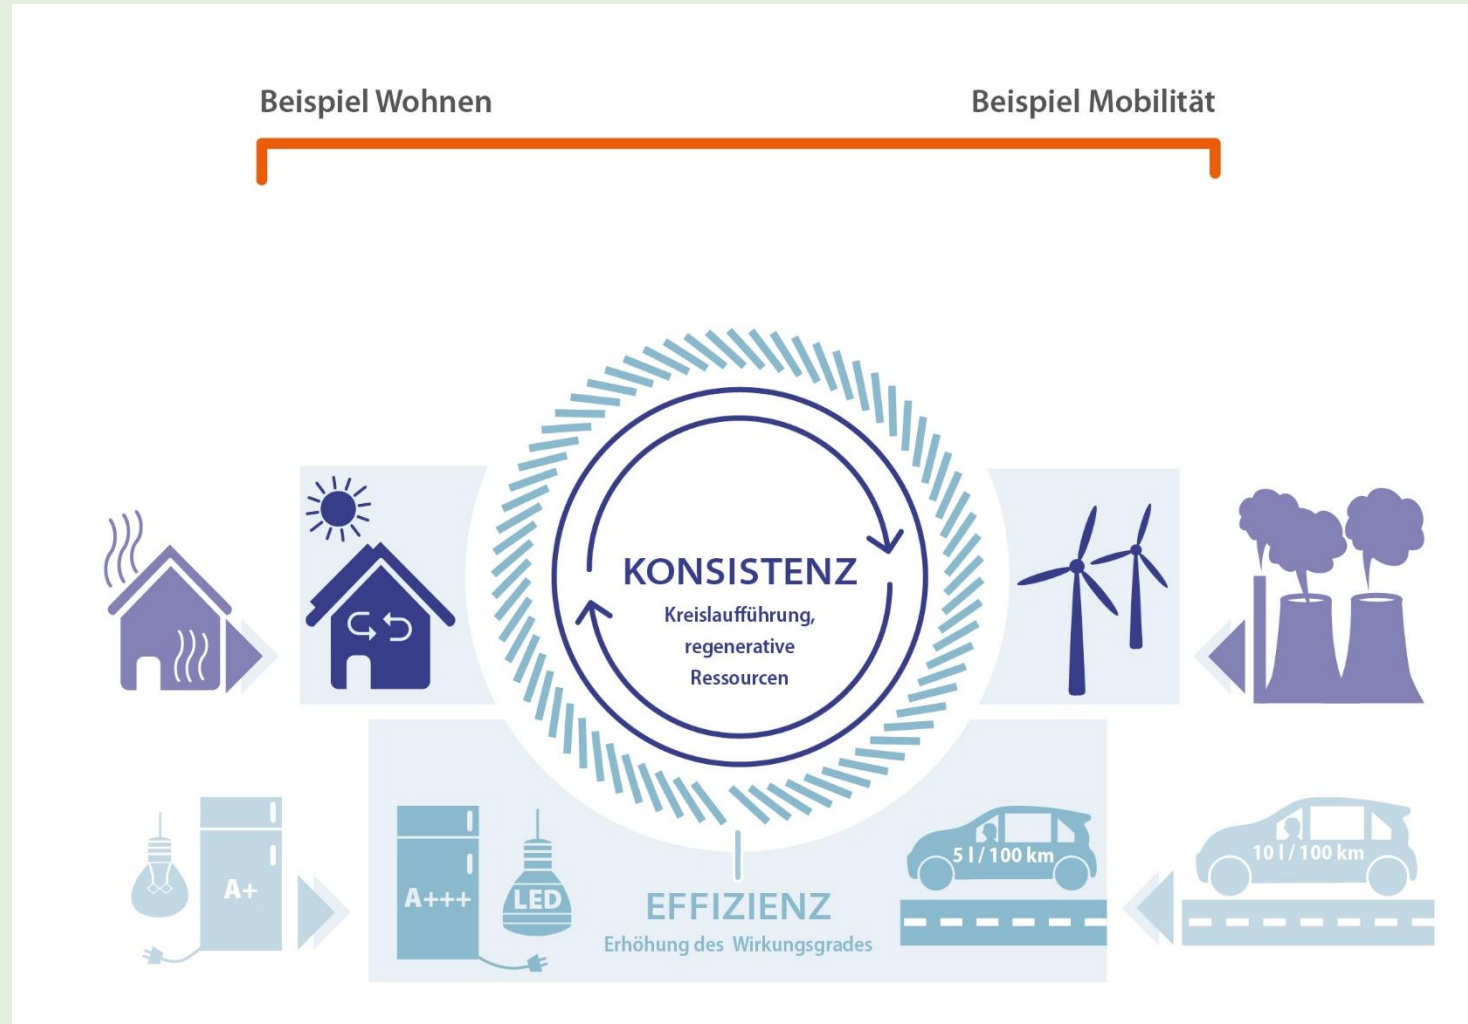 Beispiel Wohnen
Beispiel Mobilität
KONSISTENZ
Kreislaufführung,
regenerative
Ressourcen
A+
A+++
LED
EFFIZIENZ
Erhöhung des Wirkungsgrades
5 l / 100 km
10 l / 100 km